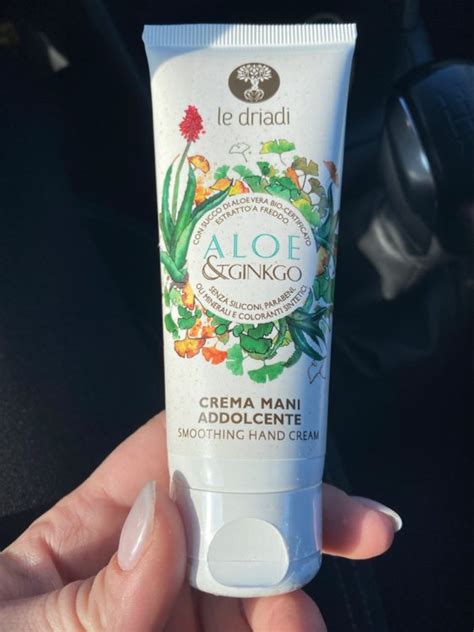 le driadi
CON SUCCO DI ALOE VERA BIO-CERTIFICATO
ESTRATTO A FREDDO
ALOE
& GINKGO
SENZA SILICONI, PARABENI,
OLI MINERALI E COLORANTI SINTETICI
CREMA MANI
ADDOLCENTE
SMOOTHING HAND CREAM